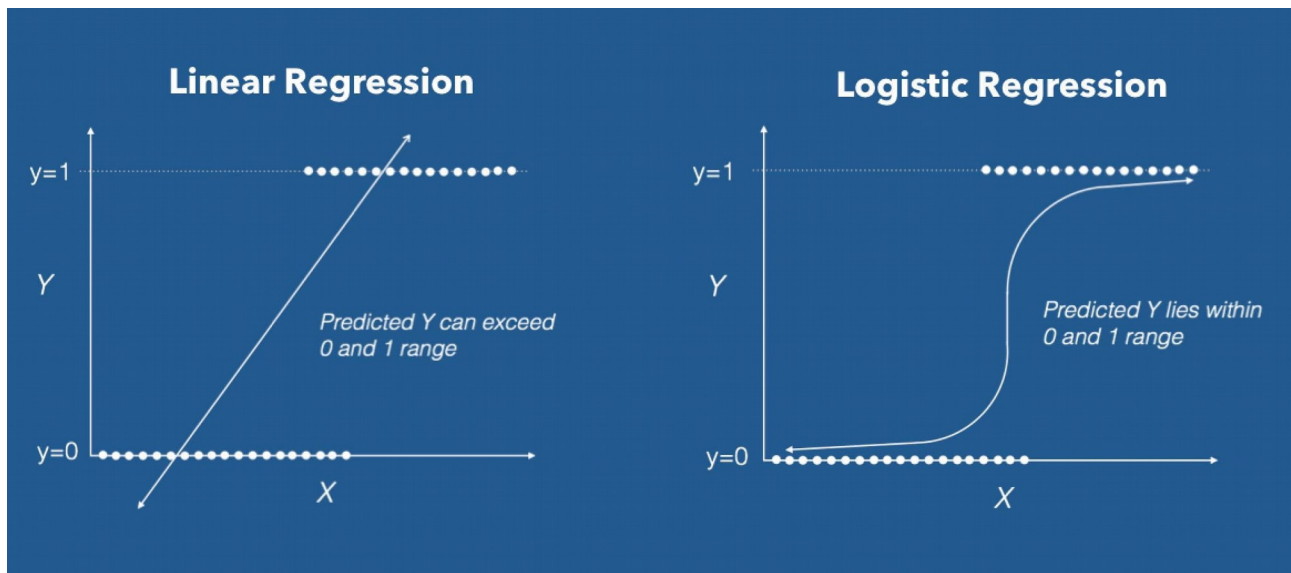 Linear Regression
y=1
Y
Predicted Y can exceed
0 and 1 range
y=0
X
Logistic Regression
y=1
Y
Predicted Y lies within
0 and 1 range
y=0
X